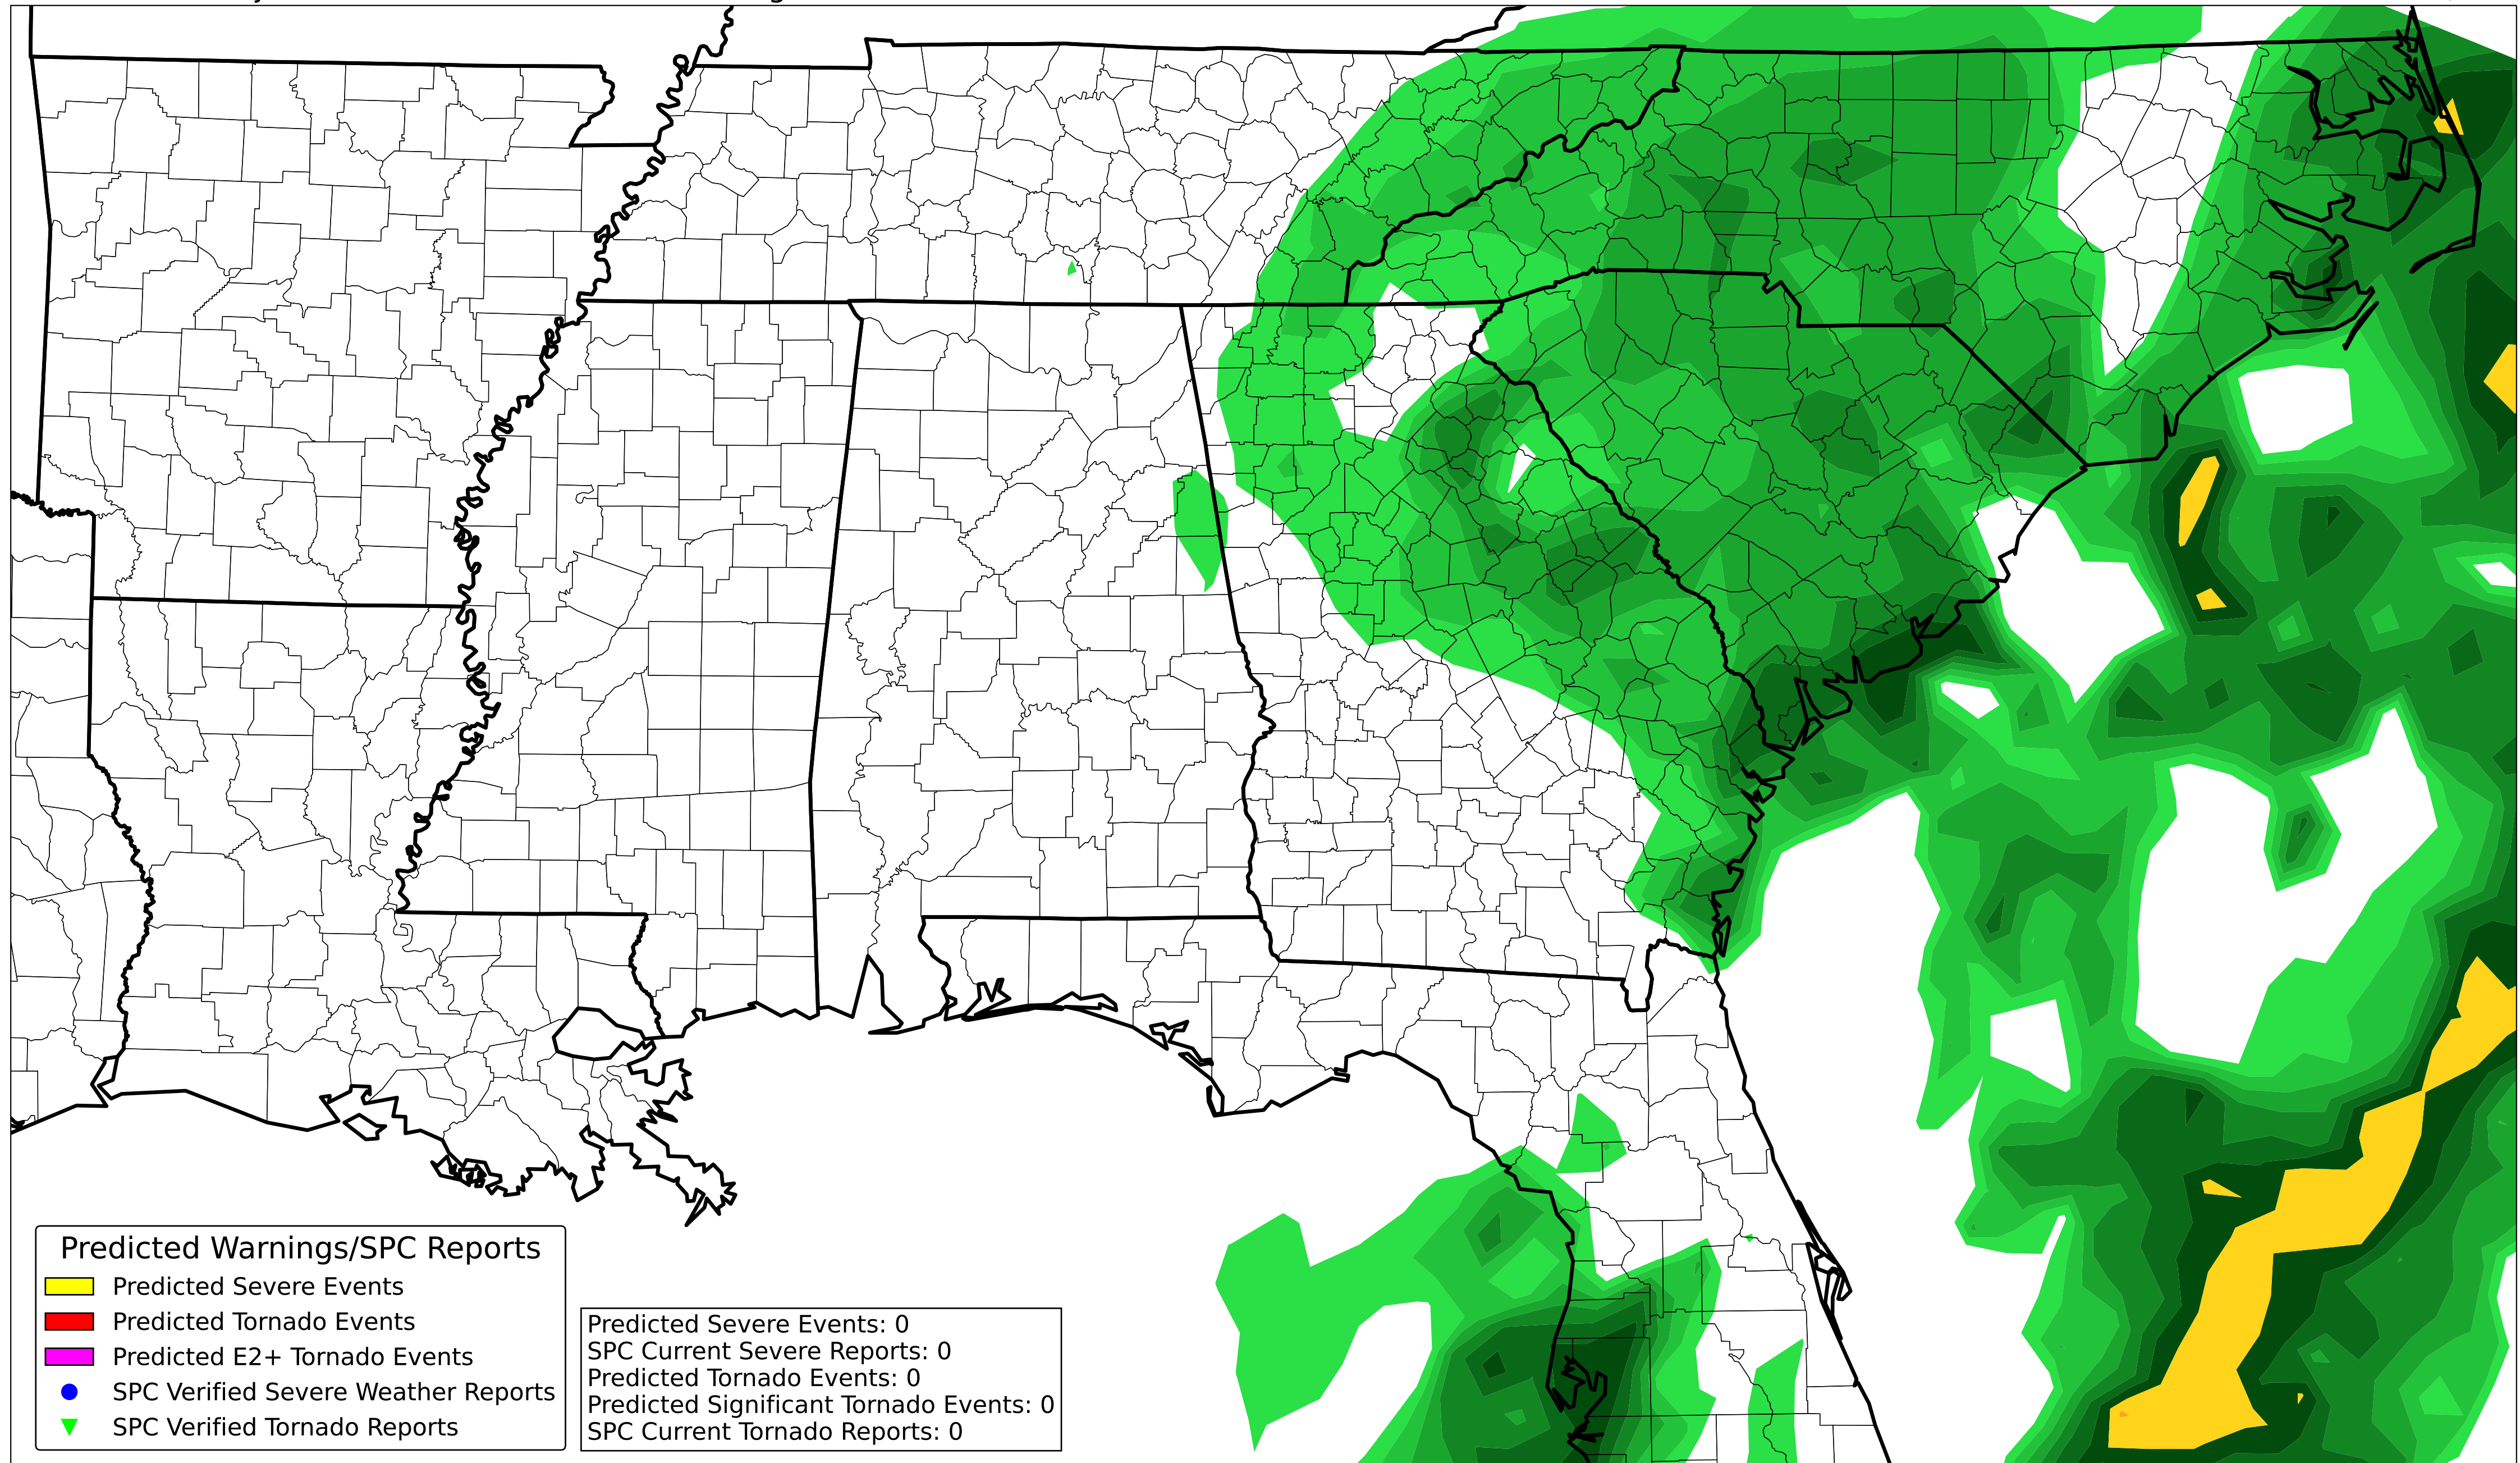 Predicted Warnings/SPC Reports
Predicted Severe Events
Predicted Tornado Events
Predicted E2+ Tornado Events
SPC Verified Severe Weather Reports
SPC Verified Tornado Reports
Predicted Severe Events: 0
SPC Current Severe Reports: 0
Predicted Tornado Events: 0
Predicted Significant Tornado Events: 0
SPC Current Tornado Reports: 0